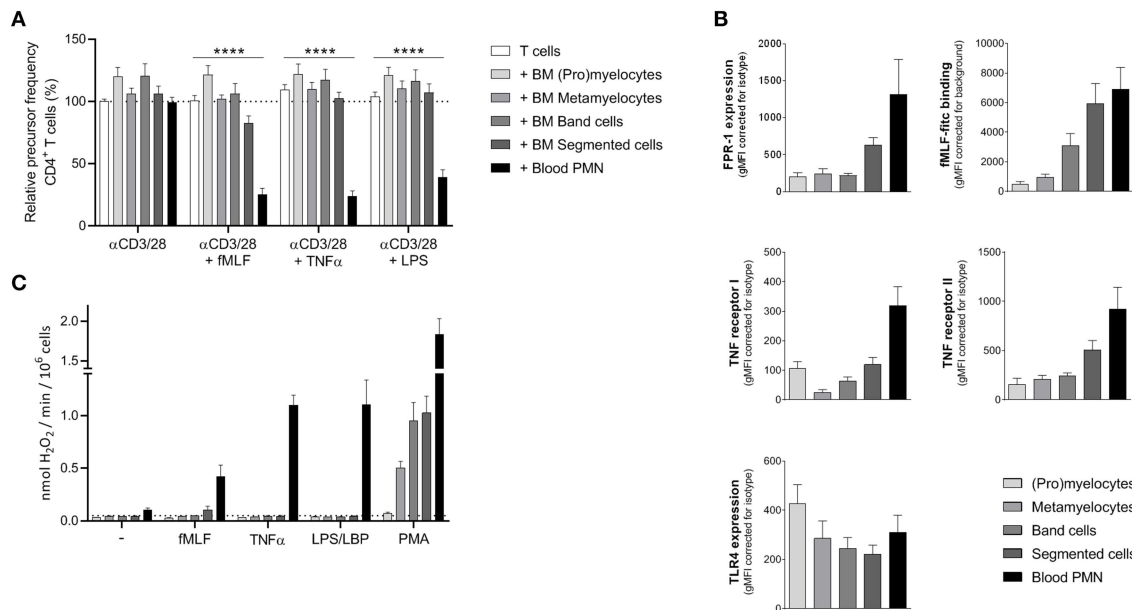 A
Relative precursor frequency
CD4+ T cells (%)
150
100
50
0
****
****
****
αCD3/28
αCD3/28
+ fMLF
αCD3/28
+ TNFα
αCD3/28
+ LPS
T cells
+ BM (Pro)myelocytes
+ BM Metamyelocytes
+ BM Band cells
+ BM Segmented cells
+ Blood PMN
B
FPR-1 expression
(gMFI corrected for isotype)
2000
1500
1000
500
0
fMLF-fitc binding
(gMFI corrected for background)
10000
8000
6000
4000
2000
0
TNF receptor I
(gMFI corrected for isotype)
500
400
300
200
100
0
TNF receptor II
(gMFI corrected for isotype)
1500
1000
500
0
TLR4 expression
(gMFI corrected for isotype)
600
400
200
0
(Pro)myelocytes
Metamyelocytes
Band cells
Segmented cells
Blood PMN
C
nmol H2O2 / min / 10^6 cells
2.0
1.5
1.0
0.5
0.0
-
fMLF
TNFα
LPS/LBP
PMA